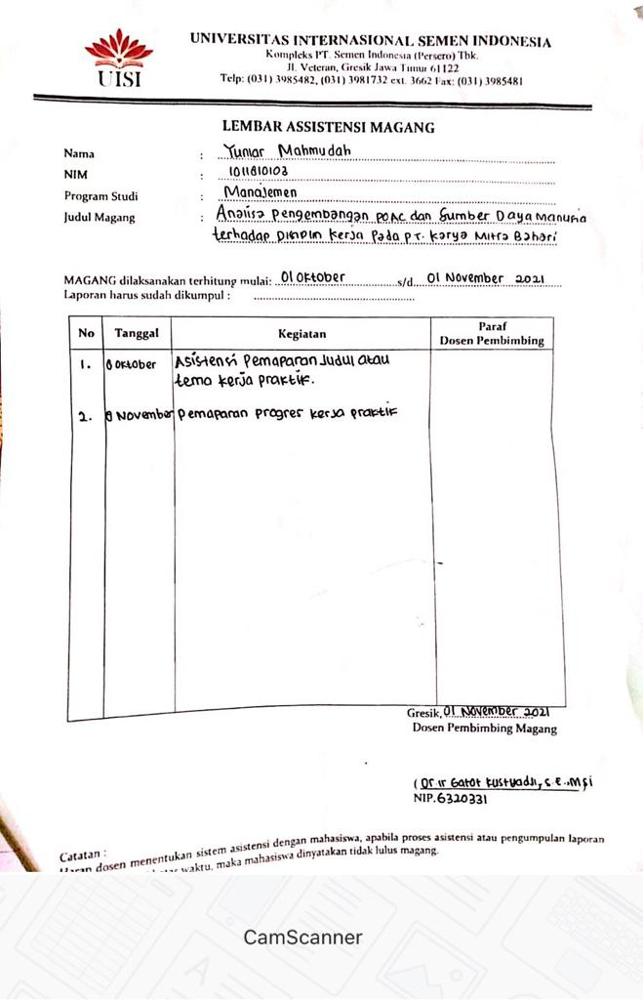 UISI
UNIVERSITAS INTERNASIONAL SEMEN INDONESIA
Kompleks PT. Semen Indonesia (Persero) Tbk.
Jl. Veteran, Gresik Jawa Timur 61122
Telp: (031) 3985482, (031) 3981732 ext. 3662 Fax: (031) 3985481
LEMBAR ASSISTENSI MAGANG
Nama : Yuniar Mahmudah
NIM : 1011810103
Program Studi : Manajemen
Judul Magang : Analisa pengembangan POAC dan Sumber Daya Manusia
terhadap Disiplin Kerja Pada PT. Karya Mitra Bahari
MAGANG dilaksanakan terhitung mulai: 01 Oktober s/d 01 November 2021
Laporan harus sudah dikumpul :
No Tanggal Kegiatan Paraf Dosen Pembimbing
1. 8 Oktober Asistensi Pemaparan Judul atau
tema kerja praktik.
2. 8 November Pemaparan progres kerja praktik
Gresik, 01 November 2021
Dosen Pembimbing Magang
(Dr. ir Gatot Kustyadji, S.E., M.Si
NIP. 6320331
Catatan :
dosen menentukan sistem asistensi dengan mahasiswa, apabila proses asistensi atau pengumpulan laporan
waktu, maka mahasiswa dinyatakan tidak lulus magang.
CamScanner